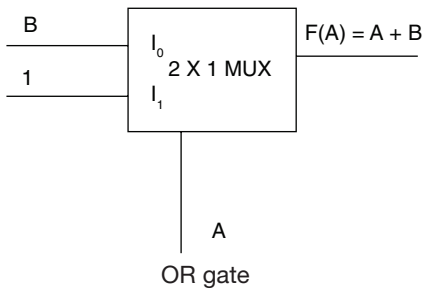 B
F(A) = A + B
I₀
2 X 1 MUX
1
I₁
A
OR gate